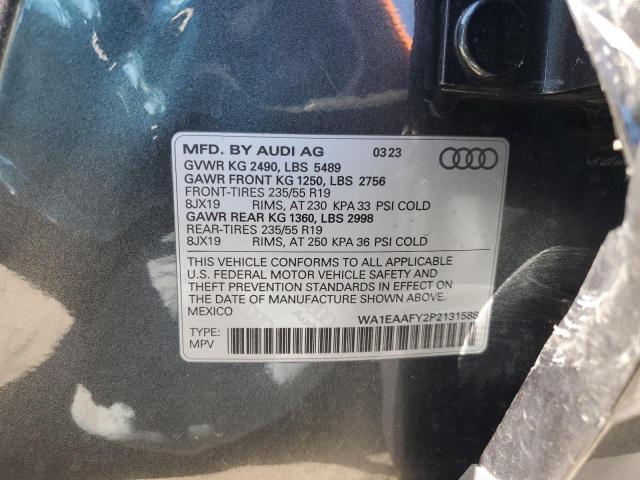 MFD. BY AUDI AG 03 23
GVWR KG 2490, LBS 5489
GAWR FRONT KG 1250, LBS 2756
FRONT-TIRES 235/55 R19
8JX19 RIMS, AT 230 KPA 33 PSI COLD
GAWR REAR KG 1360, LBS 2998
REAR-TIRES 235/55 R19
8JX19 RIMS, AT 250 KPA 36 PSI COLD
THIS VEHICLE CONFORMS TO ALL APPLICABLE
U.S. FEDERAL MOTOR VEHICLE SAFETY AND
THEFT PREVENTION STANDARDS IN EFFECT ON
THE DATE OF MANUFACTURE SHOWN ABOVE.
MEXICO
WA1EAAFY2P2131588
TYPE:
MPV